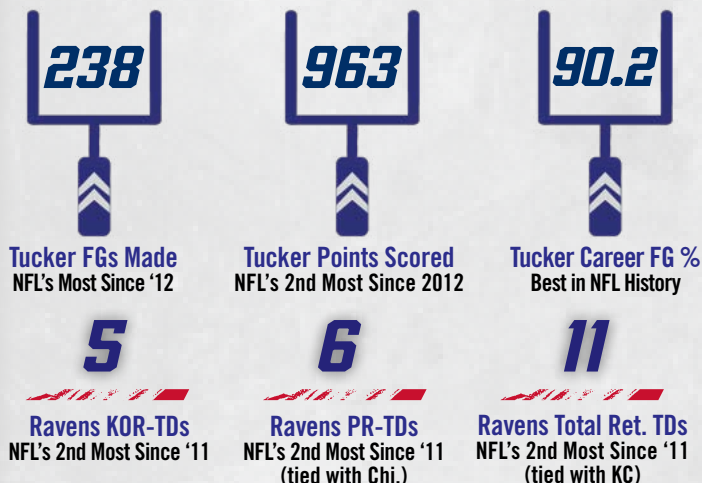 238
963
90.2
Tucker FGs Made
NFL's Most Since ‘12
Tucker Points Scored
NFL's 2nd Most Since 2012
Tucker Career FG %
Best in NFL History
5
6
11
Ravens KOR-TDs
NFL's 2nd Most Since ‘11
Ravens PR-TDs
NFL's 2nd Most Since ‘11
(tied with Chi.)
Ravens Total Ret. TDs
NFL's 2nd Most Since ‘11
(tied with KC)